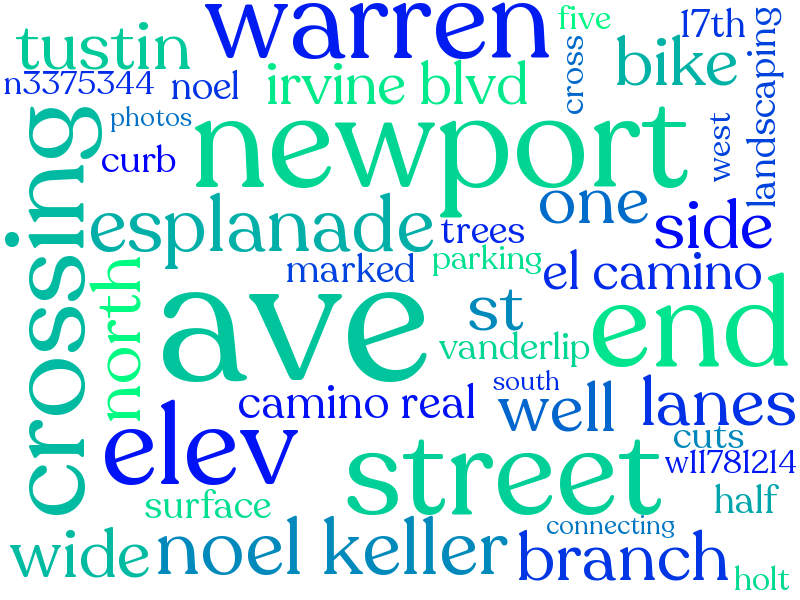 warren
five
17th
landscaping
tustin
cross
bike
n3375344
noel
irvine blvd
photos
newport
west
crossing
curb
esplanade
one
side
trees
north
marked
parking
el camino
ave
st
end
vanderlip
south
camino real
well
lanes
elev
cuts
street
w11781214
surface
half
wide
noel keller
connecting
branch
holt